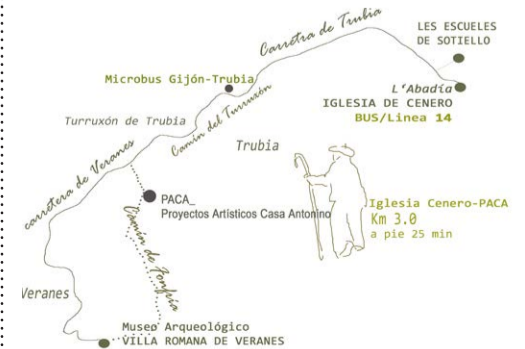 Carretra de Trubia
LES ESCUELES
DE SOTIELLO
Microbus Gijón-Trubia
L'Abadía
IGLESIA DE CENERO
BUS/Linea 14
Turruxón de Trubia
Camín del Turruxón
Trubia
carretera de Veranes
PACA_
Proyectos Artísticos Casa Antonino
Iglesia Cenero-PACA
Km 3.0
a pie 25 min
Camín de Fonfría
Veranes
Museo Arqueológico
VILLA ROMANA DE VERANES